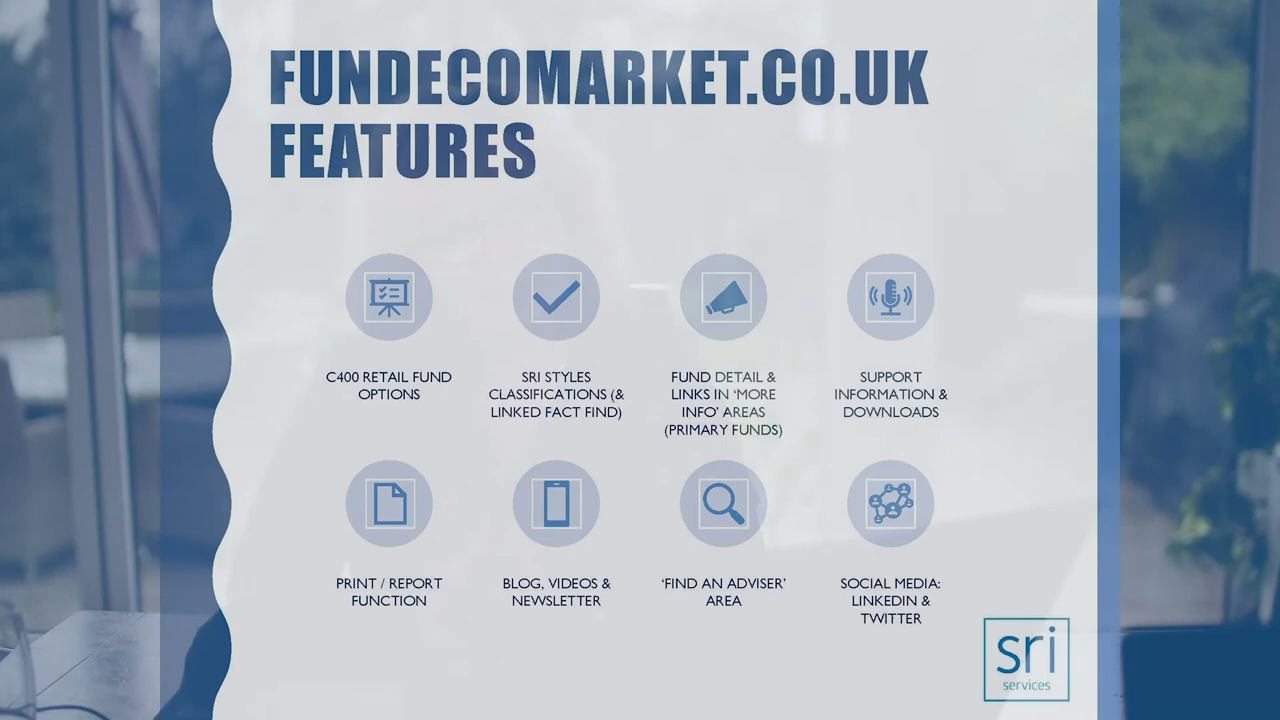 FUNDECOMARKET.CO.UK
FEATURES
C400 RETAIL FUND
OPTIONS
SRI STYLES
CLASSIFICATIONS (&
LINKED FACT FIND)
FUND DETAIL &
LINKS IN ‘MORE
INFO’ AREAS
(PRIMARY FUNDS)
SUPPORT
INFORMATION &
DOWNLOADS
PRINT / REPORT
FUNCTION
BLOG, VIDEOS &
NEWSLETTER
‘FIND AN ADVISER’
AREA
SOCIAL MEDIA:
LINKEDIN &
TWITTER
sri
services